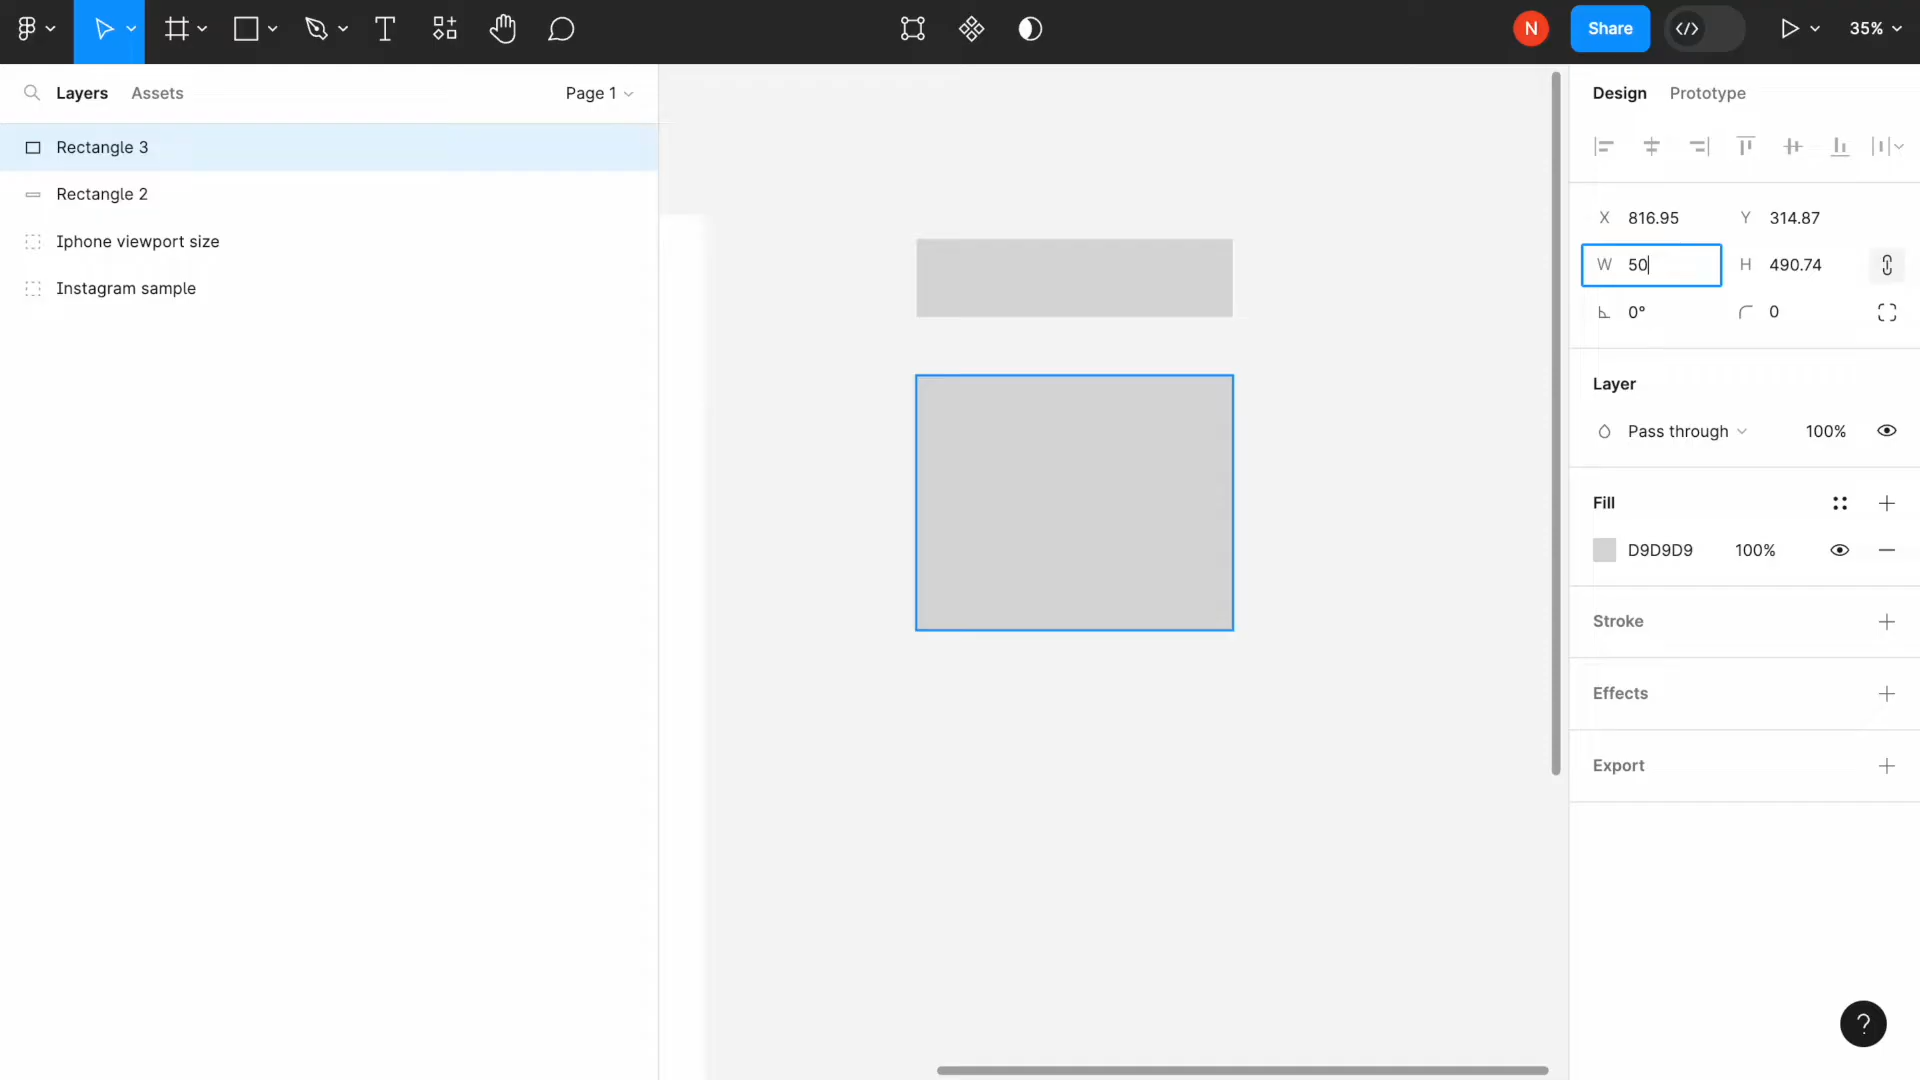 N
Share
35%
Layers
Assets
Page 1
Design
Prototype
Rectangle 3
Rectangle 2
Iphone viewport size
Instagram sample
X 816.95
Y 314.87
W 50
H 490.74
0°
0
Layer
Pass through
100%
Fill
D9D9D9
100%
Stroke
Effects
Export
?